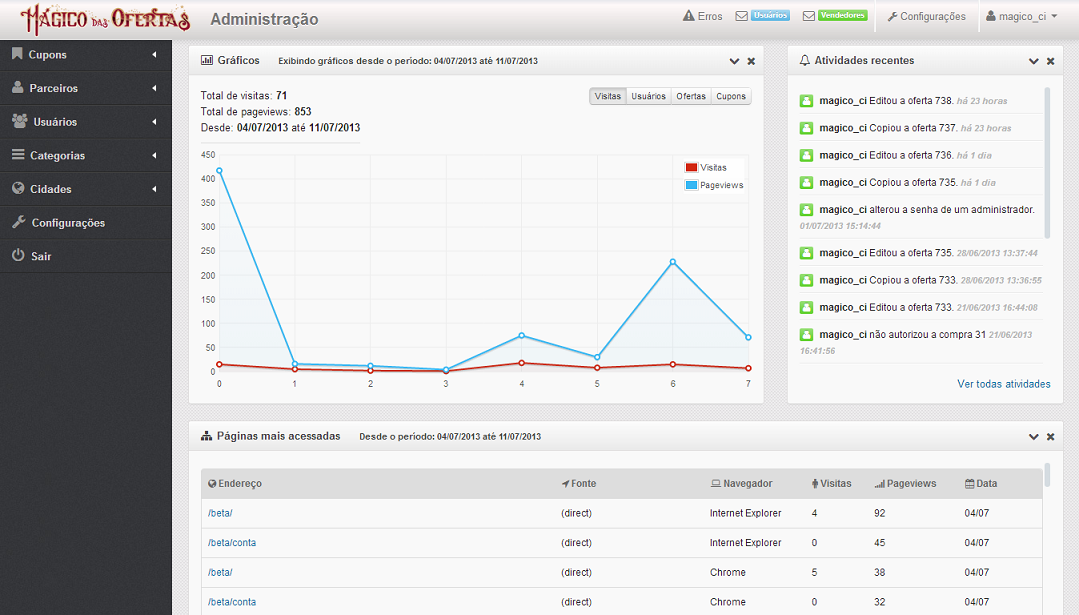 MÁGICO DAS OFERTAS
Administração
Erros
Usuários
Vendedores
Configurações
magico_ci
Cupons
Parceiros
Usuários
Categorias
Cidades
Configurações
Sair
Gráficos Exibindo gráficos desde o período: 04/07/2013 até 11/07/2013
Total de visitas: 71
Total de pageviews: 853
Desde: 04/07/2013 até 11/07/2013
Visitas Usuários Ofertas Cupons
Visitas
Pageviews
450
400
350
300
250
200
150
100
50
0
0 1 2 3 4 5 6 7
Atividades recentes
magico_ci Editou a oferta 738. há 23 horas
magico_ci Copiou a oferta 737. há 23 horas
magico_ci Editou a oferta 736. há 1 dia
magico_ci Copiou a oferta 735. há 1 dia
magico_ci alterou a senha de um administrador.
01/07/2013 15:14:44
magico_ci Editou a oferta 735. 28/06/2013 13:37:44
magico_ci Copiou a oferta 733. 28/06/2013 13:36:55
magico_ci Editou a oferta 733. 21/06/2013 16:44:08
magico_ci não autorizou a compra 31 21/06/2013
16:41:56
Ver todas atividades
Páginas mais acessadas Desde o período: 04/07/2013 até 11/07/2013
Endereço Fonte Navegador Visitas Pageviews Data
/beta/ (direct) Internet Explorer 4 92 04/07
/beta/conta (direct) Internet Explorer 0 45 04/07
/beta/ (direct) Chrome 5 38 04/07
/beta/conta (direct) Chrome 0 32 04/07